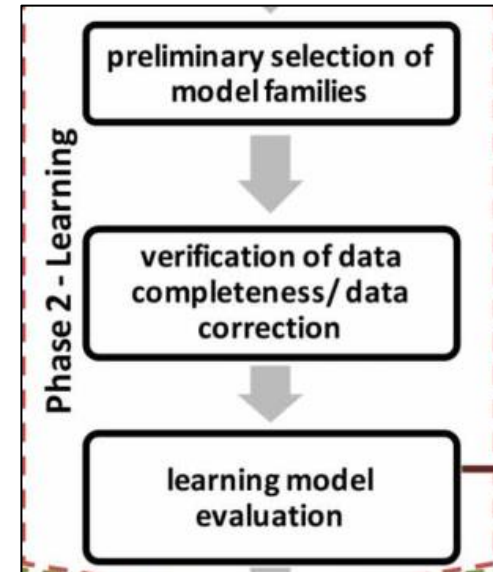 Phase 2 - Learning
preliminary selection of
model families
verification of data
completeness/ data
correction
learning model
evaluation